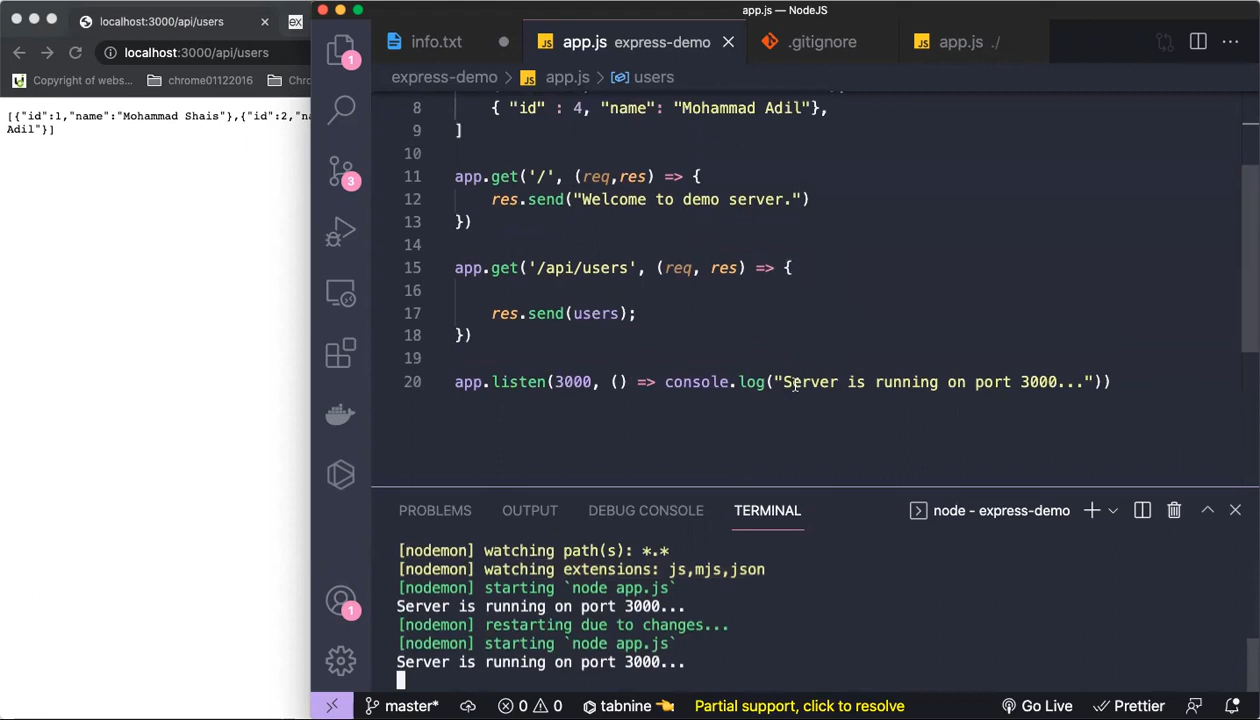 localhost:3000/api/users
localhost:3000/api/users
Copyright of webs... chrome01122016
[{"id":1,"name":"Mohammad Shais"},{"id":2,
Adil"}]
app.js — NodeJS
info.txt
app.js express-demo
.gitignore
app.js ./
express-demo > app.js > users
8 { "id" : 4, "name": "Mohammad Adil"},
9 ]
10
11 app.get('/', (req,res) => {
12 res.send("Welcome to demo server.")
13 })
14
15 app.get('/api/users', (req, res) => {
16
17 res.send(users);
18 })
19
20 app.listen(3000, () => console.log("Server is running on port 3000..."))
1
3
1
PROBLEMS OUTPUT DEBUG CONSOLE TERMINAL
node - express-demo
[nodemon] watching path(s): *.*
[nodemon] watching extensions: js,mjs,json
[nodemon] starting `node app.js`
Server is running on port 3000...
[nodemon] restarting due to changes...
[nodemon] starting `node app.js`
Server is running on port 3000...
master* 0 0 tabnine Partial support, click to resolve Go Live Prettier